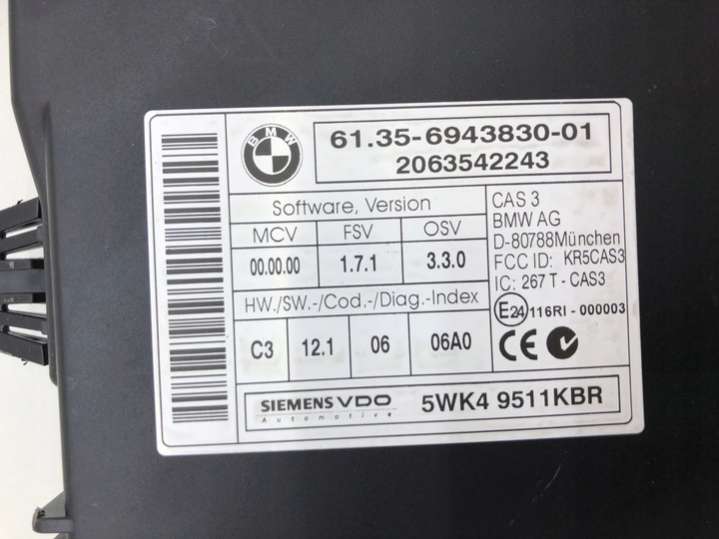 BMW
61.35-6943830-01
2063542243
Software, Version
MCV FSV OSV
00.00.00 1.7.1 3.3.0
HW./SW.-/Cod.-/Diag.-Index
C3 12.1 06 06A0
CAS 3
BMW AG
D-80788München
FCC ID: KR5CAS3
IC: 267 T - CAS3
E24 116RI - 000003
CE
SIEMENS VDO
Automotive
5WK4 9511KBR